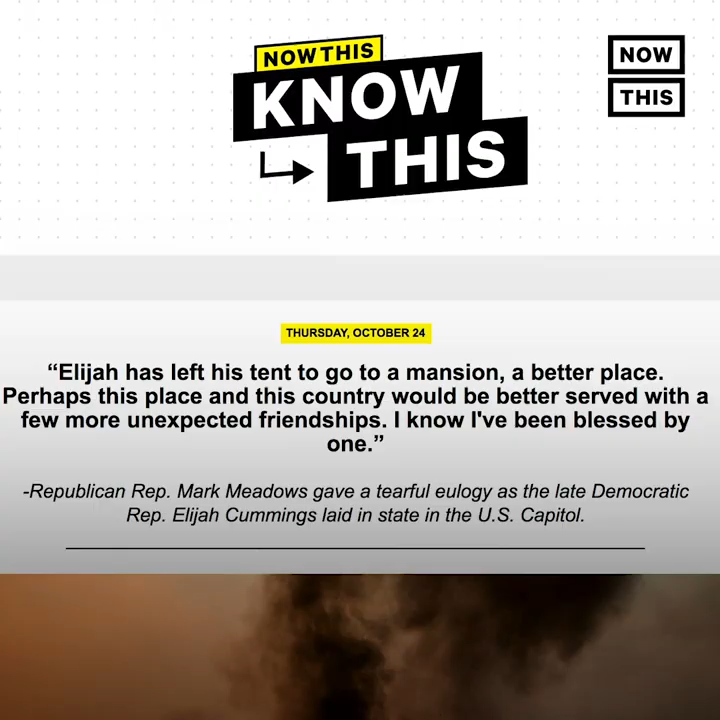 NOWTHIS
KNOW
THIS
NOW
THIS
THURSDAY, OCTOBER 24
“Elijah has left his tent to go to a mansion, a better place.
Perhaps this place and this country would be better served with a
few more unexpected friendships. I know I've been blessed by
one.”
-Republican Rep. Mark Meadows gave a tearful eulogy as the late Democratic
Rep. Elijah Cummings laid in state in the U.S. Capitol.